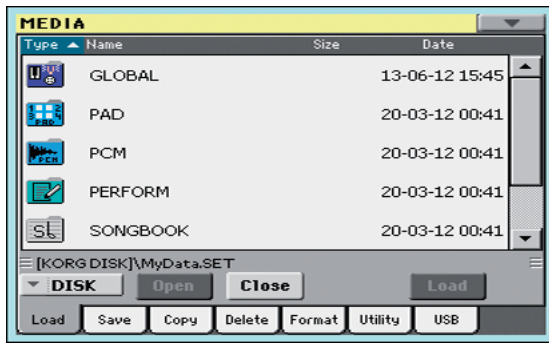 MEDIA
Type Name Size Date
GLOBAL 13-06-12 15:45
PAD 20-03-12 00:41
PCM 20-03-12 00:41
PERFORM 20-03-12 00:41
SONGBOOK 20-03-12 00:41
[KORG DISK]\MyData.SET
DISK Open Close Load
Load Save Copy Delete Format Utility USB